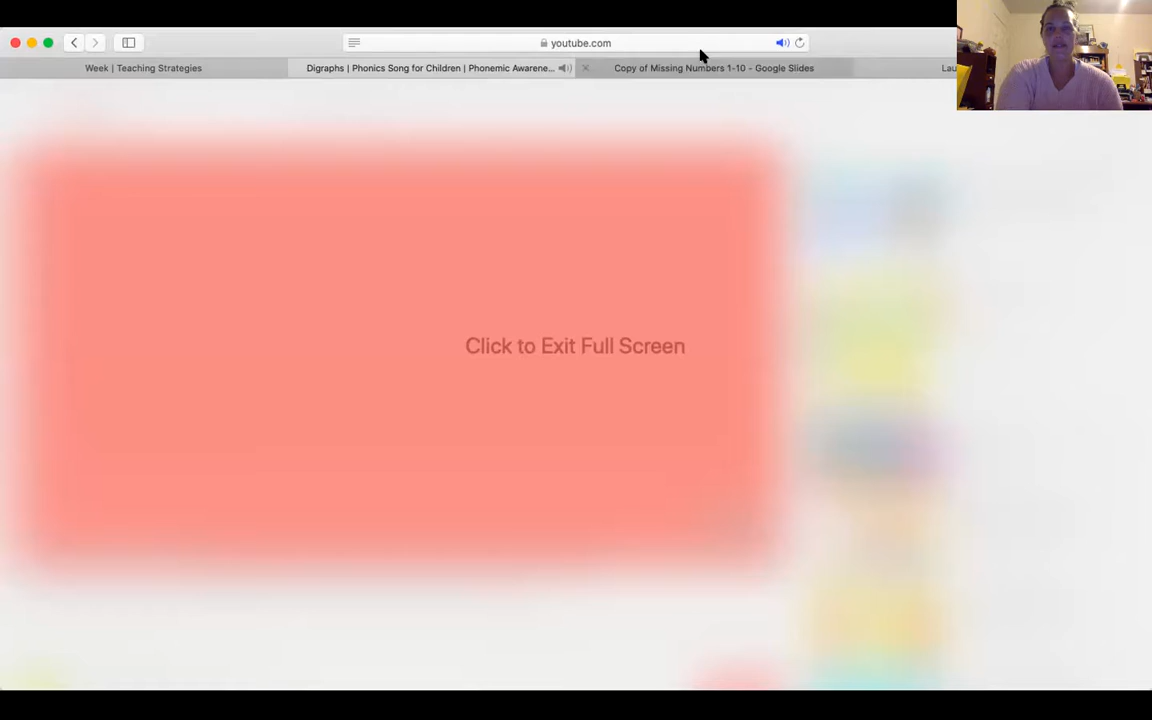 youtube.com
Week | Teaching Strategies
Digraphs | Phonics Song for Children | Phonemic Awarene...
Copy of Missing Numbers 1-10 - Google Slides
Lau
Click to Exit Full Screen